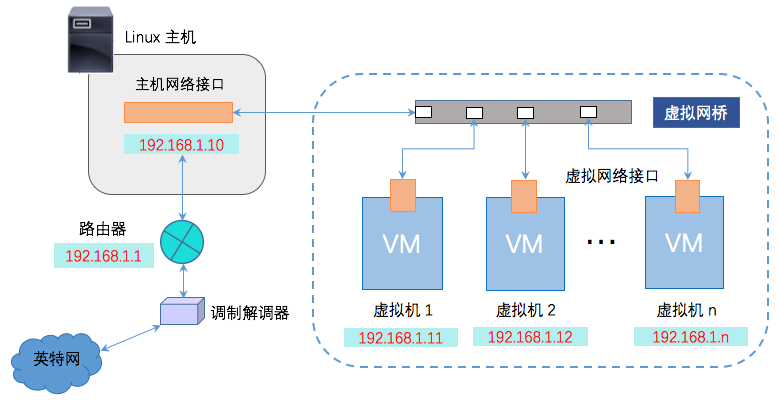 Linux 主机
主机网络接口
192.168.1.10
虚拟网桥
虚拟网络接口
VM
VM
...
VM
虚拟机 1
虚拟机 2
虚拟机 n
192.168.1.11
192.168.1.12
192.168.1.n
路由器
192.168.1.1
调制解调器
英特网